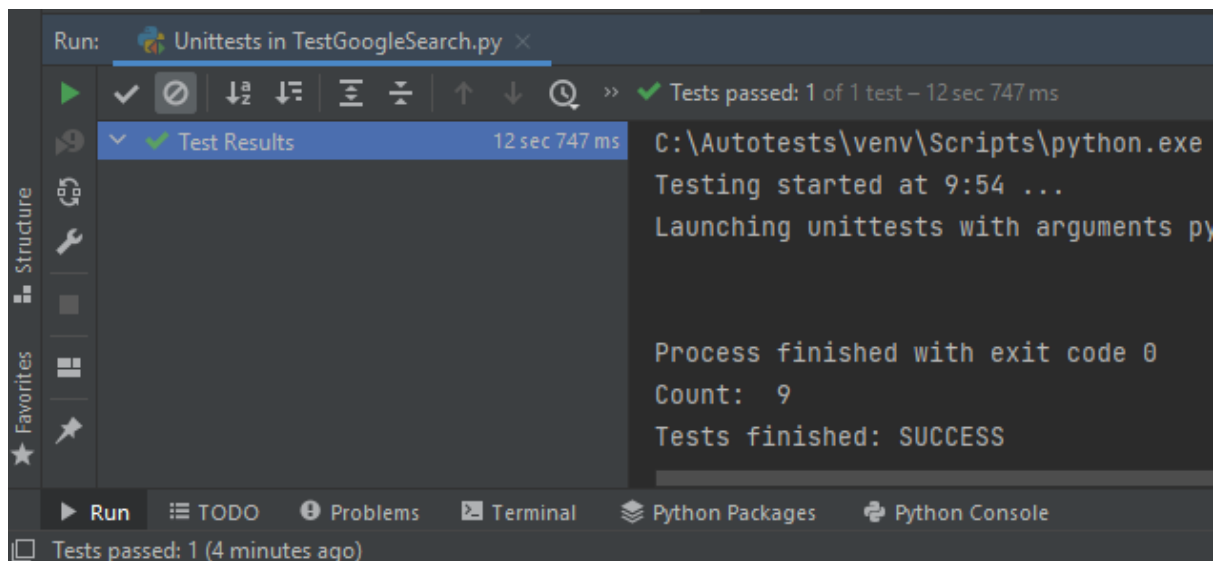 Run: Unittests in TestGoogleSearch.py
Tests passed: 1 of 1 test – 12 sec 747 ms
Test Results 12 sec 747 ms
C:\Autotests\venv\Scripts\python.exe
Testing started at 9:54 ...
Launching unittests with arguments py
Process finished with exit code 0
Count:  9
Tests finished: SUCCESS
Structure
Favorites
Run TODO Problems Terminal Python Packages Python Console
Tests passed: 1 (4 minutes ago)